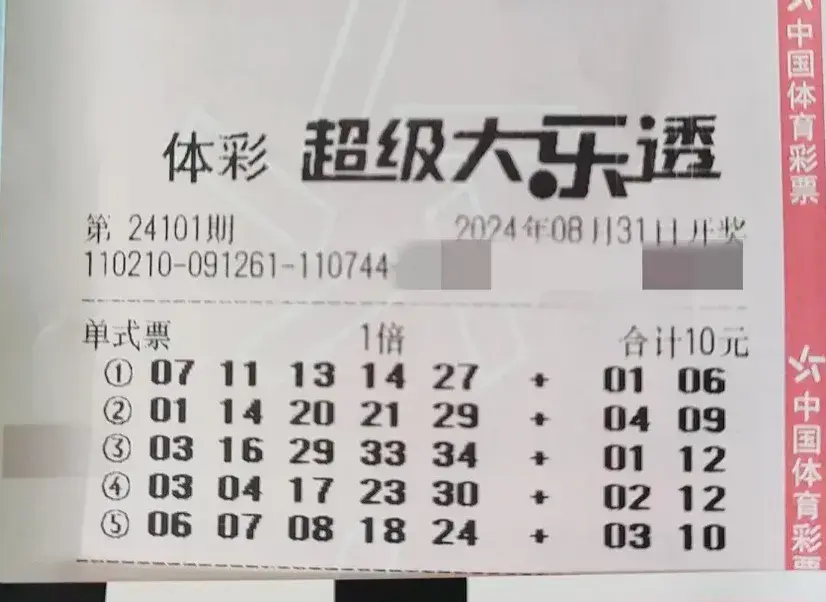 体彩 超级大乐透
第 24101期 2024年08月31日开奖
110210-091261-110744-
单式票 1倍 合计10元
① 07 11 13 14 27 + 01 06
② 01 14 20 21 29 + 04 09
③ 03 16 29 33 34 + 01 12
④ 03 04 17 23 30 + 02 12
⑤ 06 07 08 18 24 + 03 10
中国体育彩票
中国体育彩票